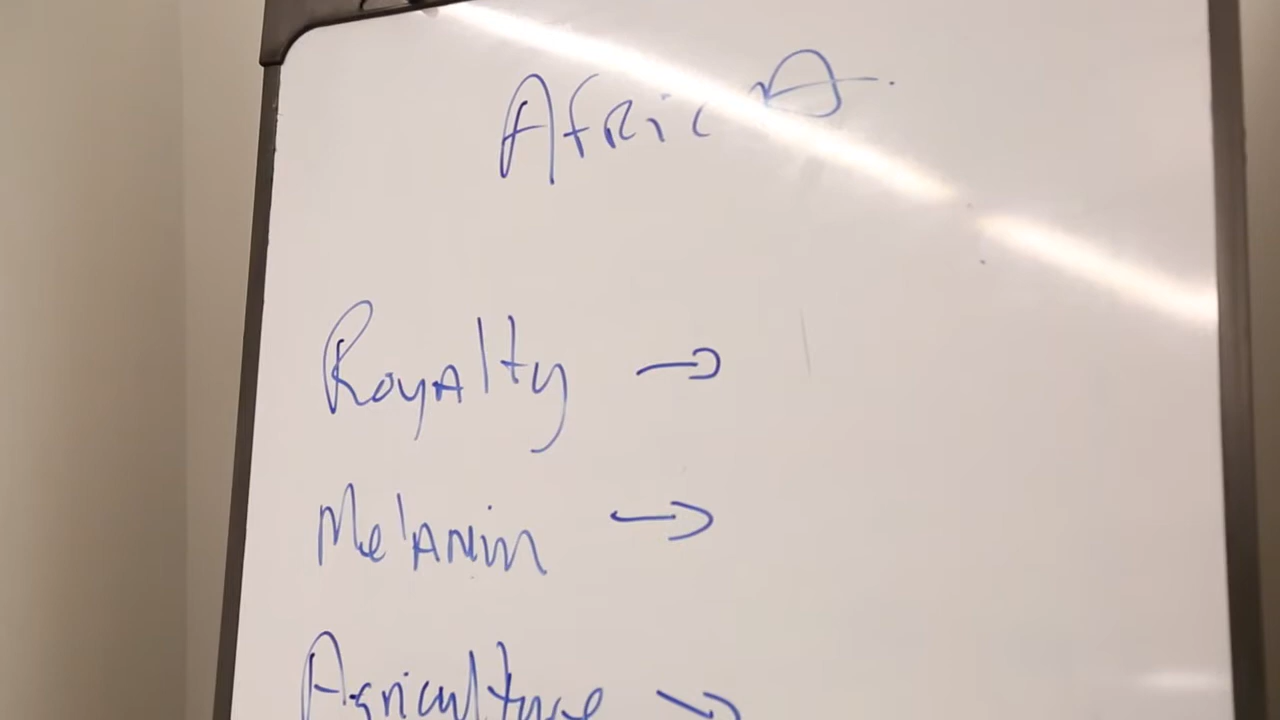 AfricA.
Royalty →
Melanin →
Agriculture →